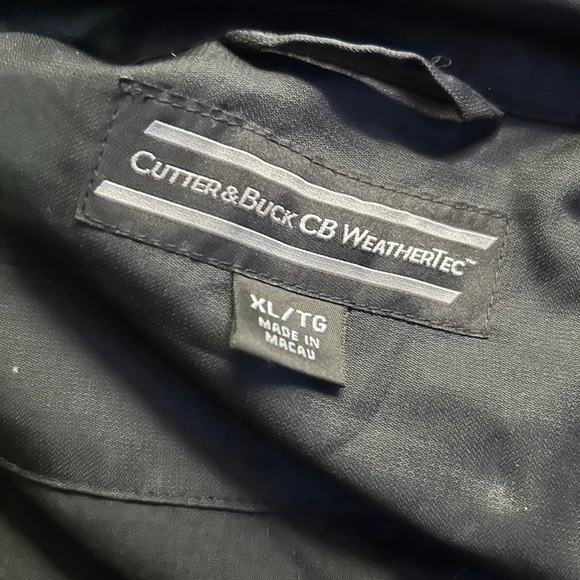 CUTTER & BUCK CB WEATHERTEC™
XL/TG
MADE IN
MACAU